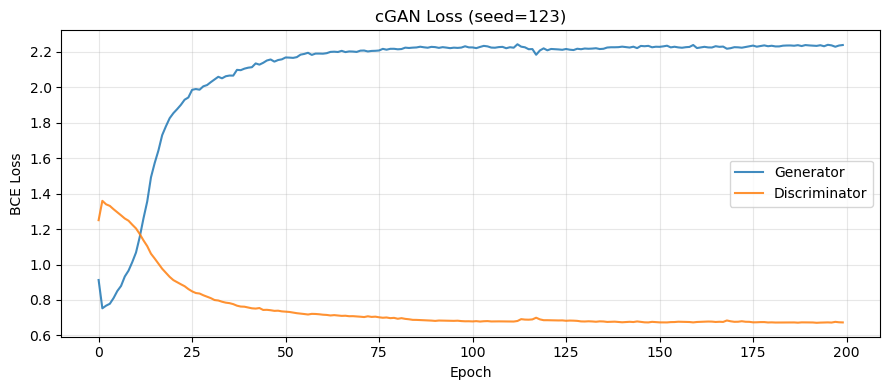 cGAN Loss (seed=123)
BCE Loss
2.2
2.0
1.8
1.6
1.4
1.2
1.0
0.8
0.6
Generator
Discriminator
0 25 50 75 100 125 150 175 200
Epoch